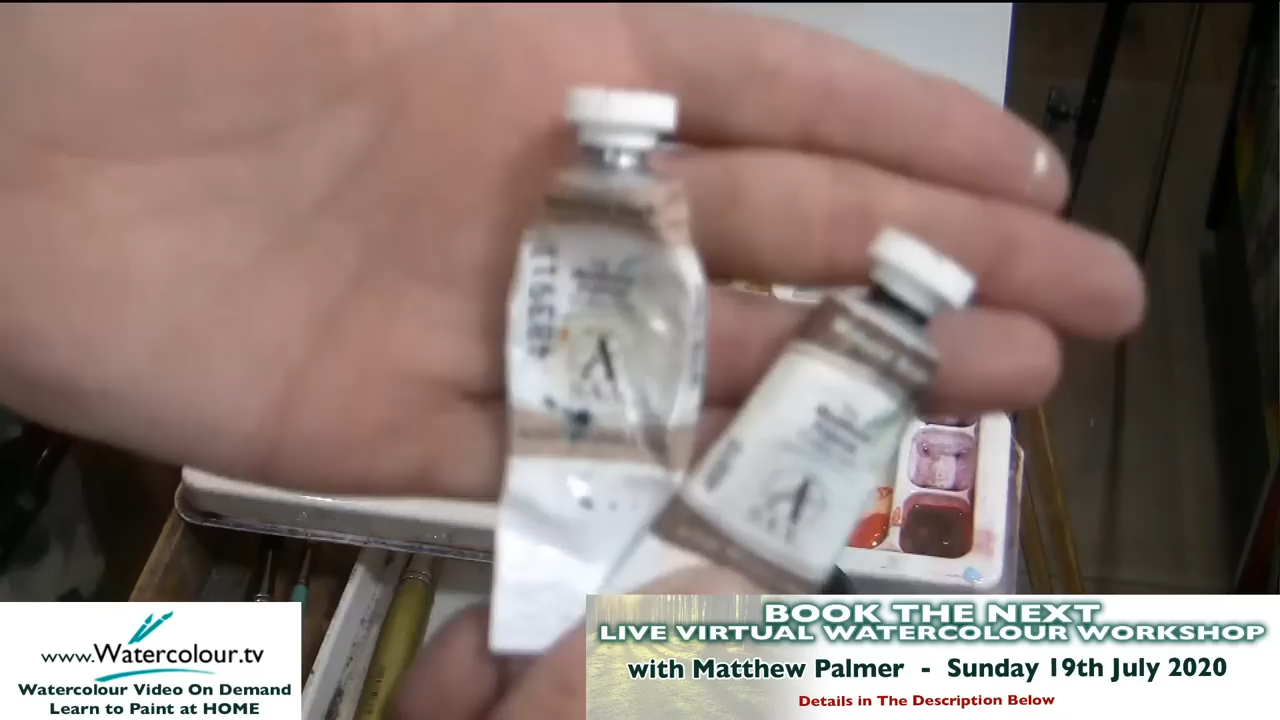 www.Watercolour.tv
Watercolour Video On Demand
Learn to Paint at HOME
BOOK THE NEXT
LIVE VIRTUAL WATERCOLOUR WORKSHOP
with Matthew Palmer - Sunday 19th July 2020
Details in The Description Below